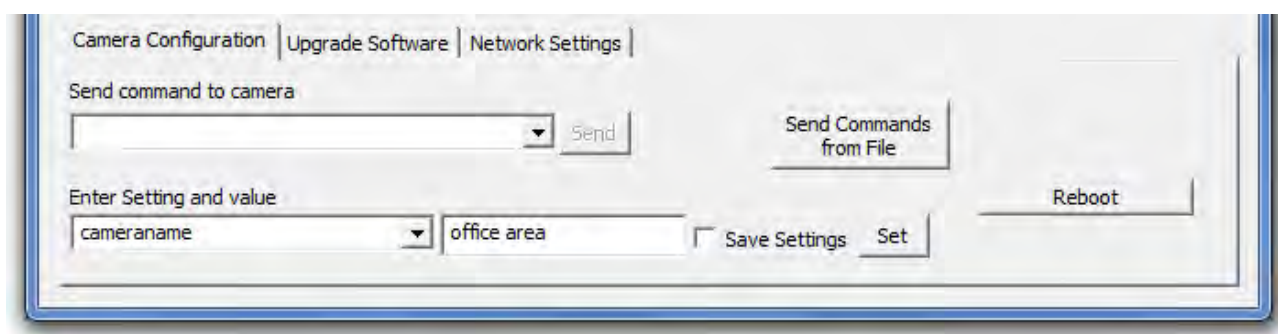 Camera Configuration Upgrade Software Network Settings
Send command to camera
Send
Send Commands
from File
Enter Setting and value
Reboot
cameraname office area Save Settings Set